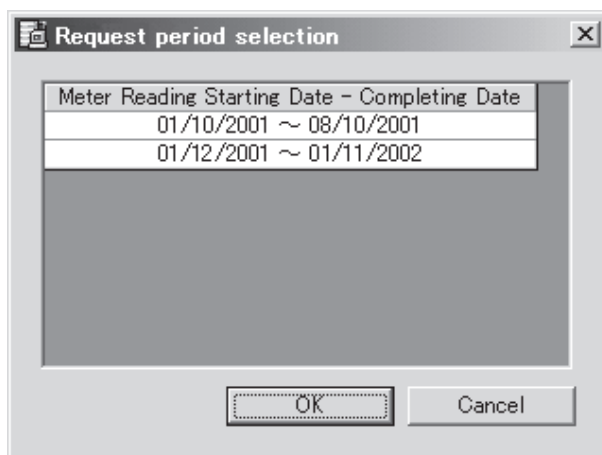 Request period selection
Meter Reading Starting Date - Completing Date
01/10/2001 ～ 08/10/2001
01/12/2001 ～ 01/11/2002
OK
Cancel